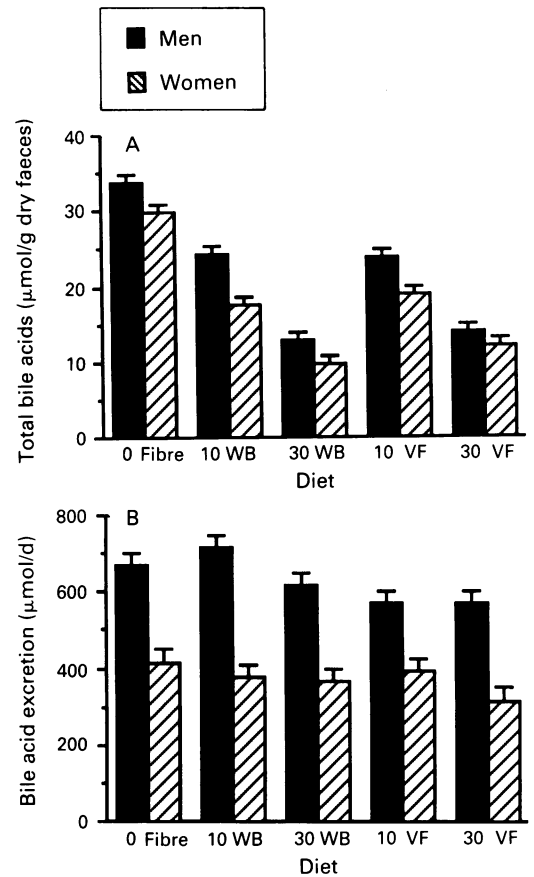 Men
Women
A
Total bile acids (μmol/g dry faeces)
40
30
20
10
0
0 Fibre 10 WB 30 WB 10 VF 30 VF
Diet
B
Bile acid excretion (μmol/d)
800
600
400
200
0
0 Fibre 10 WB 30 WB 10 VF 30 VF
Diet